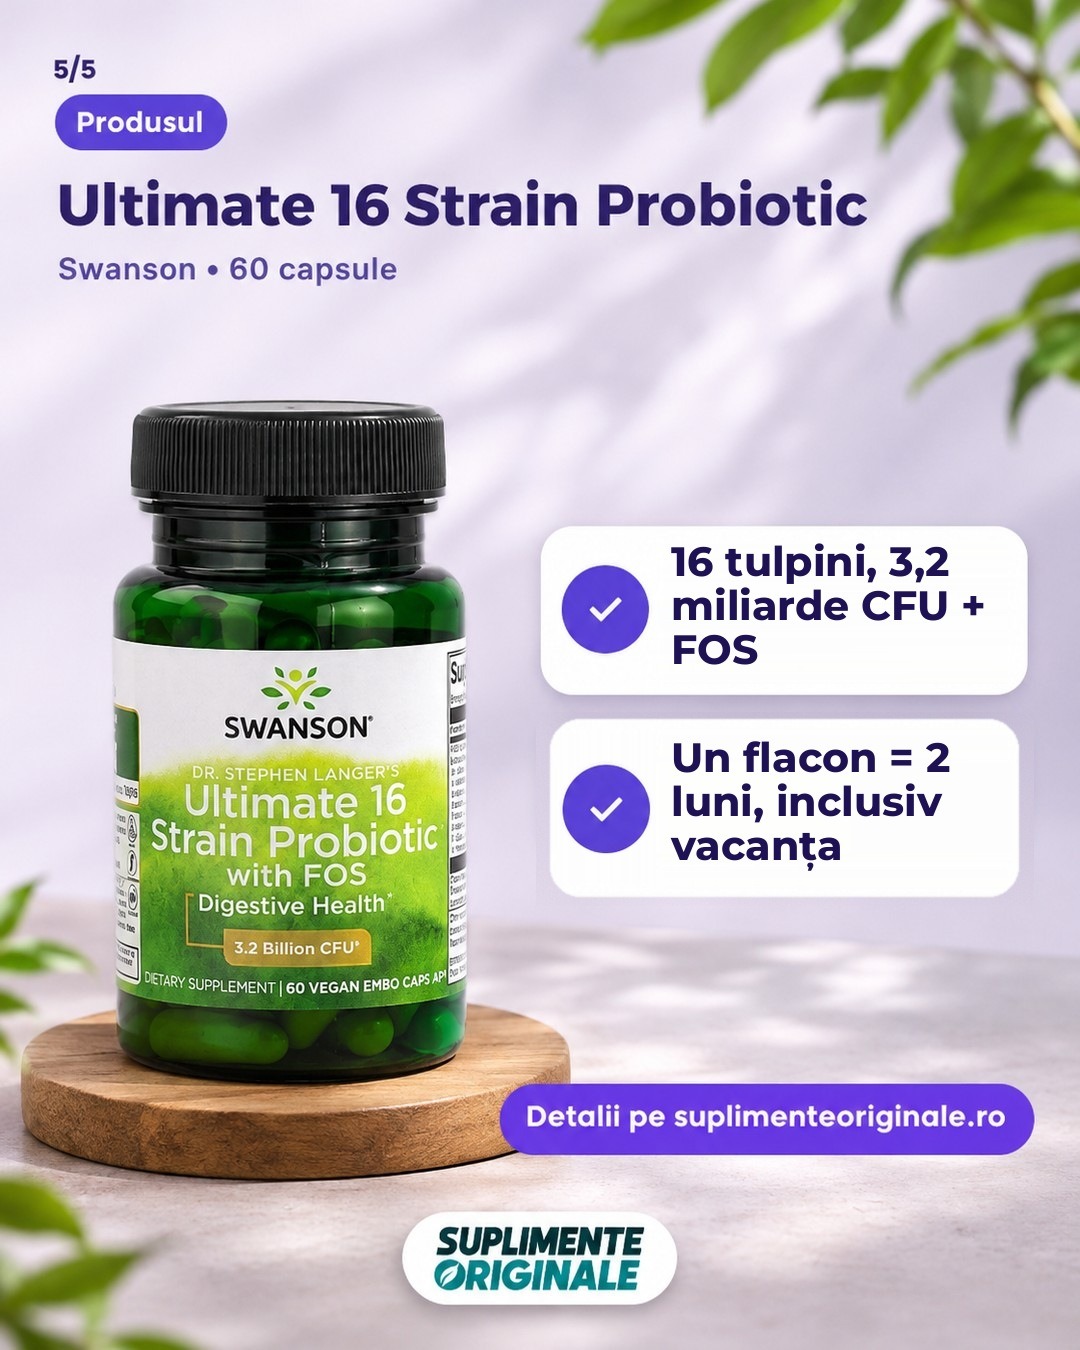 5/5
Produsul
Ultimate 16 Strain Probiotic
Swanson • 60 capsule
16 tulpini, 3,2
miliarde CFU +
FOS
Un flacon = 2
luni, inclusiv
vacanța
SWANSON®
DR. STEPHEN LANGER'S
Ultimate 16
Strain Probiotic
with FOS
Digestive Health*
3.2 Billion CFU*
DIETARY SUPPLEMENT | 60 VEGAN EMBO CAPS
Detalii pe suplimenteoriginale.ro
SUPLIMENTE
ORIGINALE